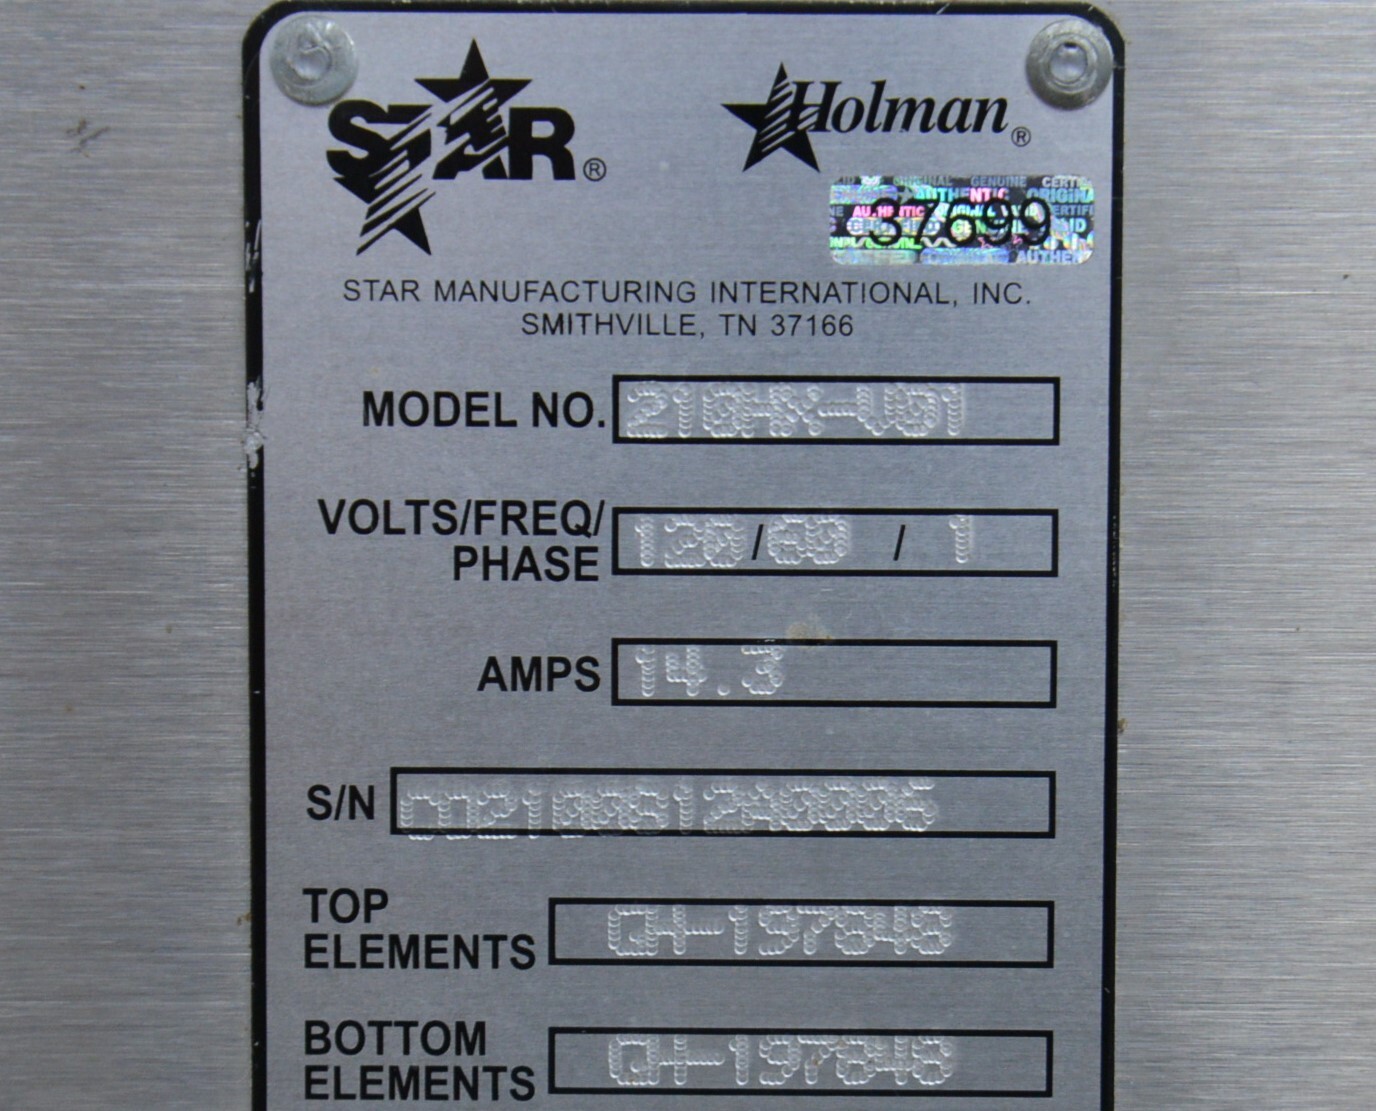 STAR®
Holman®
37699
STAR MANUFACTURING INTERNATIONAL, INC.
SMITHVILLE, TN 37166
MODEL NO. 210HX-V01
VOLTS/FREQ/
PHASE 120/60 / 1
AMPS 14.3
S/N
TOP
ELEMENTS QH-197848
BOTTOM
ELEMENTS QH-197848